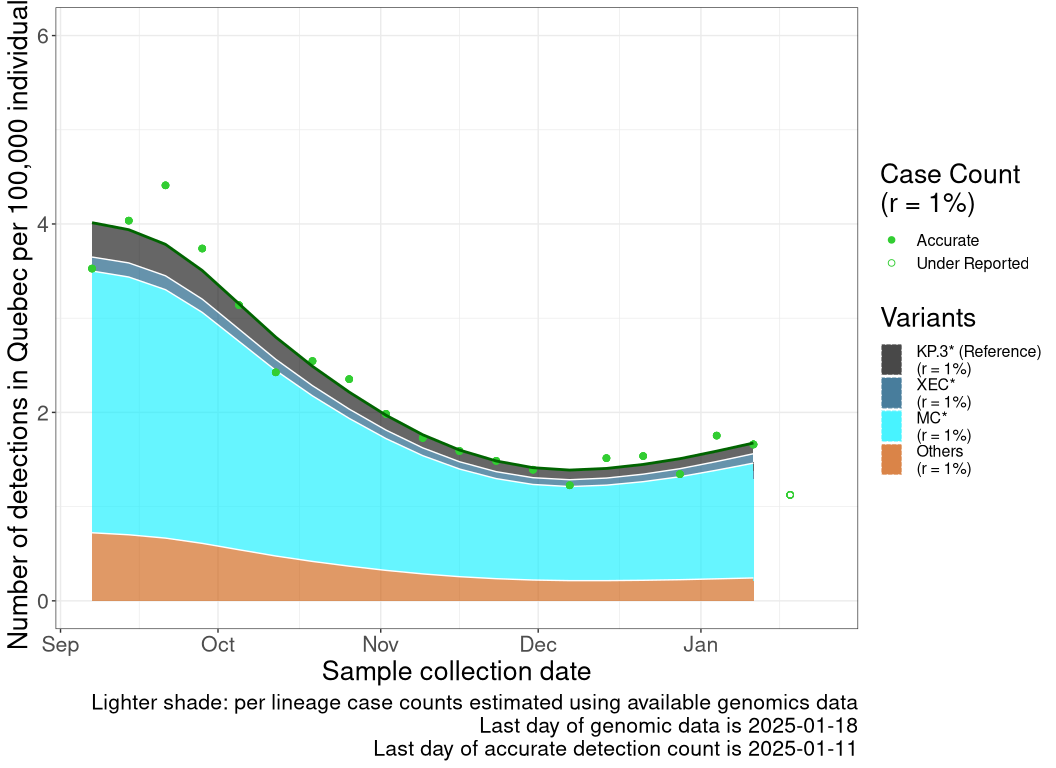 Number of detections in Quebec per 100,000 individual
6
4
2
0
Sep
Oct
Nov
Dec
Jan
Sample collection date
Lighter shade: per lineage case counts estimated using available genomics data
Last day of genomic data is 2025-01-18
Last day of accurate detection count is 2025-01-11
Case Count
(r = 1%)
Accurate
Under Reported
Variants
KP.3* (Reference)
(r = 1%)
XEC*
(r = 1%)
MC*
(r = 1%)
Others
(r = 1%)